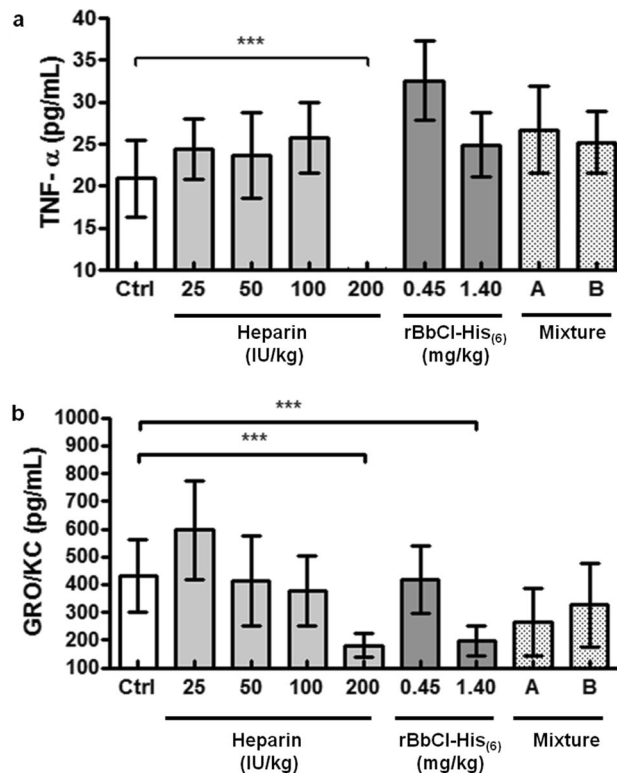 a
***
TNF- α (pg/mL)
40
35
30
25
20
15
10
Ctrl 25 50 100 200 0.45 1.40 A B
Heparin rBbCI-His(6) Mixture
(IU/kg) (mg/kg)
b
***
***
GRO/KC (pg/mL)
1000
900
800
700
600
500
400
300
200
100
Ctrl 25 50 100 200 0.45 1.40 A B
Heparin rBbCI-His(6) Mixture
(IU/kg) (mg/kg)